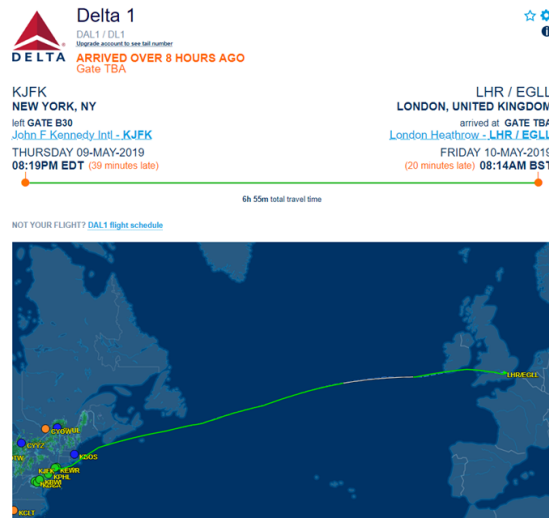 Delta 1
DAL1 / DL1
Upgrade account to see tail number
DELTA
ARRIVED OVER 8 HOURS AGO
Gate TBA
KJFK
NEW YORK, NY
left GATE B30
John F Kennedy Intl - KJFK
THURSDAY 09-MAY-2019
08:19PM EDT (39 minutes late)
LHR / EGLL
LONDON, UNITED KINGDOM
arrived at GATE TBA
London Heathrow - LHR / EGLL
FRIDAY 10-MAY-2019
(20 minutes late) 08:14AM BST
6h 55m total travel time
NOT YOUR FLIGHT? DAL1 flight schedule
LHR/EGLL
CYYZ
KBOS
KEWR
KPHL
KCLT